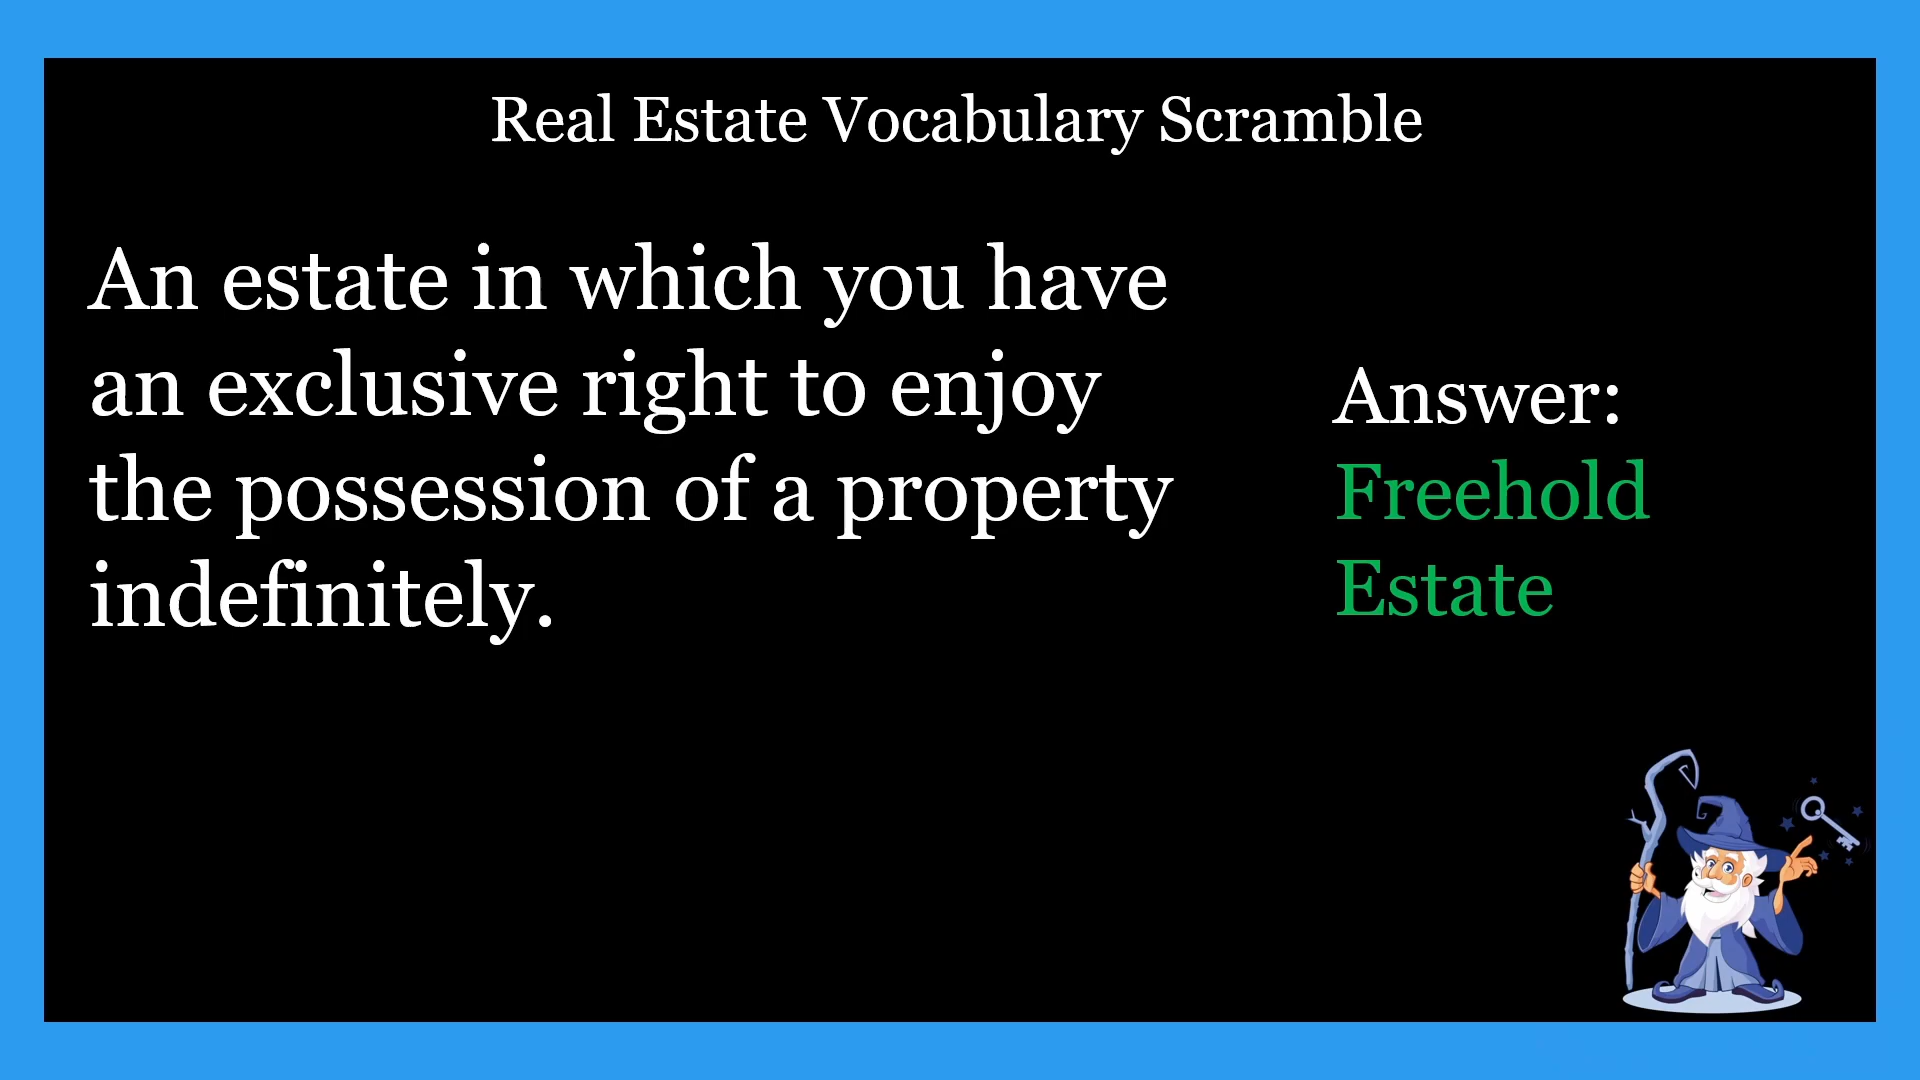 Real Estate Vocabulary Scramble
An estate in which you have
an exclusive right to enjoy
the possession of a property
indefinitely.
Answer:
Freehold
Estate